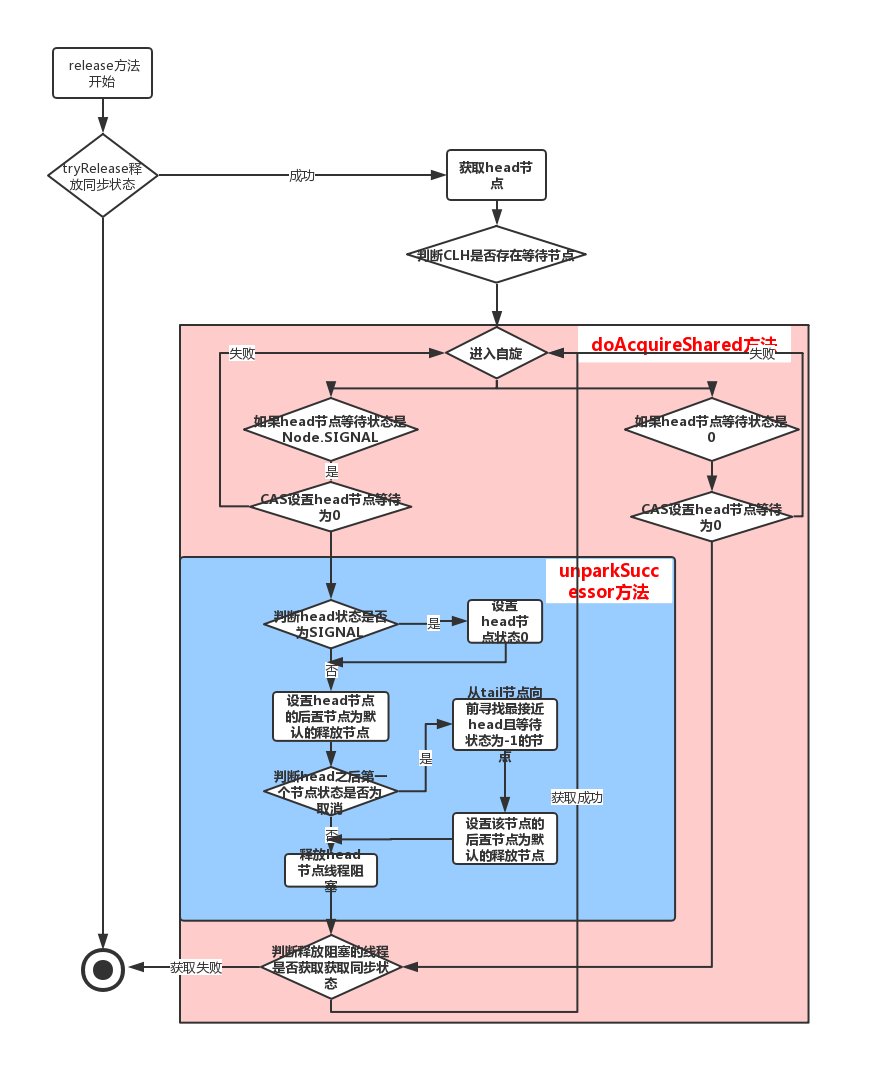 release方法
开始
tryRelease释
放同步状态
成功
获取head节
点
判断CLH是否存在等待节点
doAcquireShared方法
进入自旋
失败
失败
如果head节点等待状态是
Node.SIGNAL
如果head节点等待状态是
0
是
CAS设置head节点等待
为0
CAS设置head节点等待
为0
unparkSucc
essor方法
判断head状态是否
为SIGNAL
是
设置
head节
点状态0
否
设置head节点
的后置节点为默
认的释放节点
从tail节点向
前寻找最接近
head且等待
状态为-1的节
点
判断head之后第一
个节点状态是否为
取消
是
获取成功
否
设置该节点的
后置节点为默
认的释放节点
释放head
节点线程阻
塞
判断释放阻塞的线程
是否获取获取同步状
态
获取失败